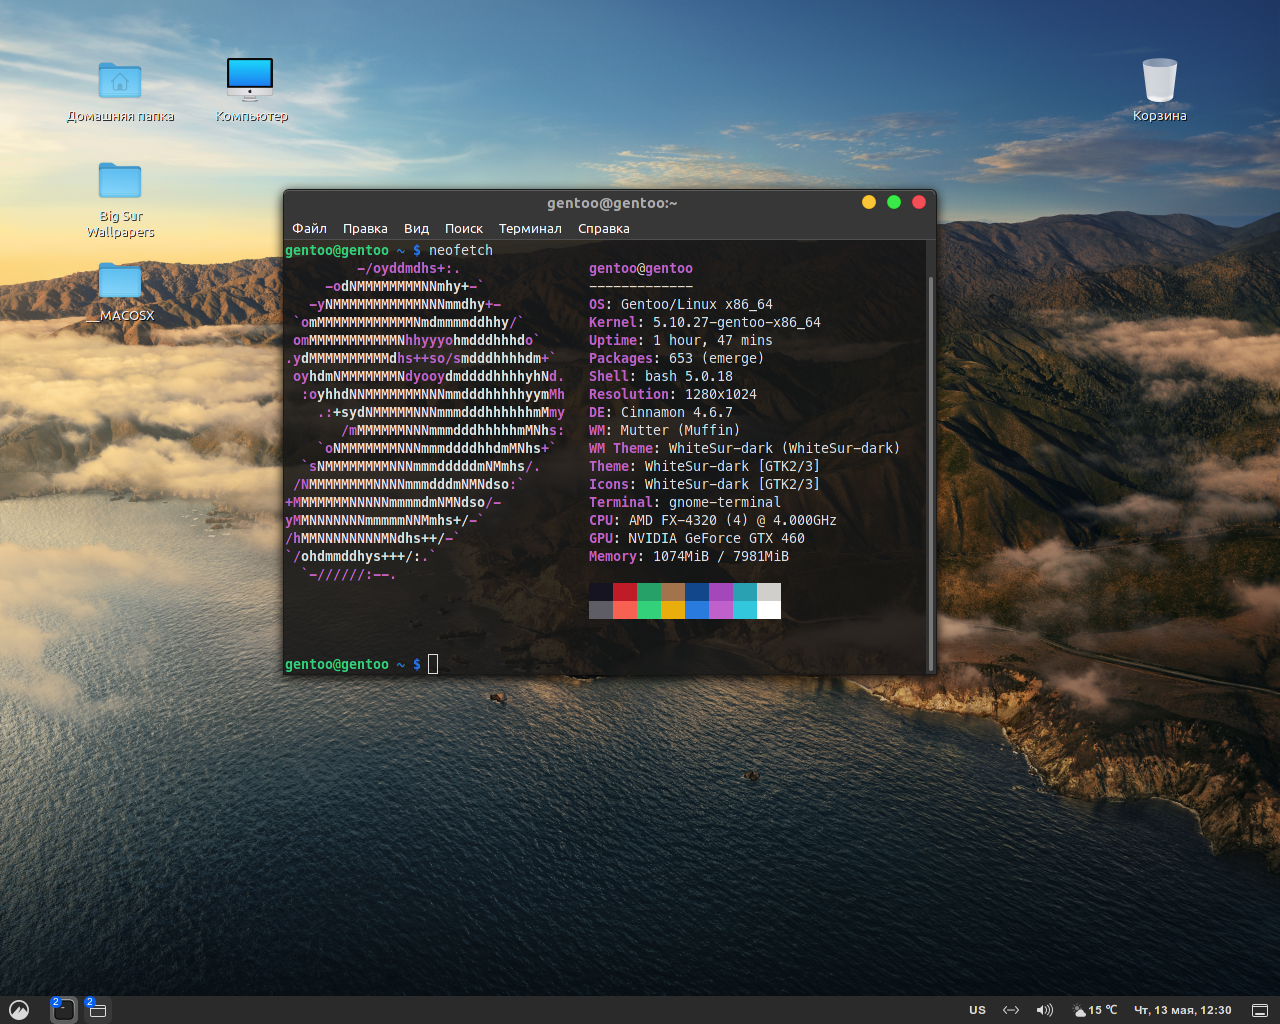 Домашняя папка
Компьютер
Корзина
Big Sur
Wallpapers
__MACOSX
gentoo@gentoo:~
Файл Правка Вид Поиск Терминал Справка
gentoo@gentoo ~ $ neofetch
-/oyddmdhs+:. gentoo@gentoo
-odNMMMMMMMMNNmhy+-` -------------
-yNMMMMMMMMMMMNNNmmdhy+- OS: Gentoo/Linux x86_64
`omMMMMMMMMMMMMNmdmmmmddhhy/` Kernel: 5.10.27-gentoo-x86_64
omMMMMMMMMMMMNhhyyyohmdddhhhdo` Uptime: 1 hour, 47 mins
.ydMMMMMMMMMMdhs++so/smdddhhhhdm+` Packages: 653 (emerge)
oyhdmNMMMMMMMNdyooydmddddhhhhyhNd. Shell: bash 5.0.18
:oyhhdNNMMMMMMMNNNmmdddhhhhhyymMh Resolution: 1280x1024
.:+sydNMMMMMNNNmmmdddhhhhhhmMmy DE: Cinnamon 4.6.7
/mMMMMMMNNNmmmdddhhhhhmMNhs: WM: Mutter (Muffin)
`oNMMMMMMMNNNmmmddddhhdmMNhs+` WM Theme: WhiteSur-dark (WhiteSur-dark)
`sNMMMMMMMMNNNmmmdddddmNMmhs/. Theme: WhiteSur-dark [GTK2/3]
/NMMMMMMMMNNNNmmmdddmNMNdso:` Icons: WhiteSur-dark [GTK2/3]
+MMMMMMMNNNNNmmmmdmNMNdso/- Terminal: gnome-terminal
yMMNNNNNNNmmmmmNNMmhs+/-` CPU: AMD FX-4320 (4) @ 4.000GHz
/hMMNNNNNNNNMNdhs++/-` GPU: NVIDIA GeForce GTX 460
`/ohdmmddhys+++/:.` Memory: 1074MiB / 7981MiB
`-//////:--.
gentoo@gentoo ~ $
2
2
US
15 °C
Чт, 13 мая, 12:30